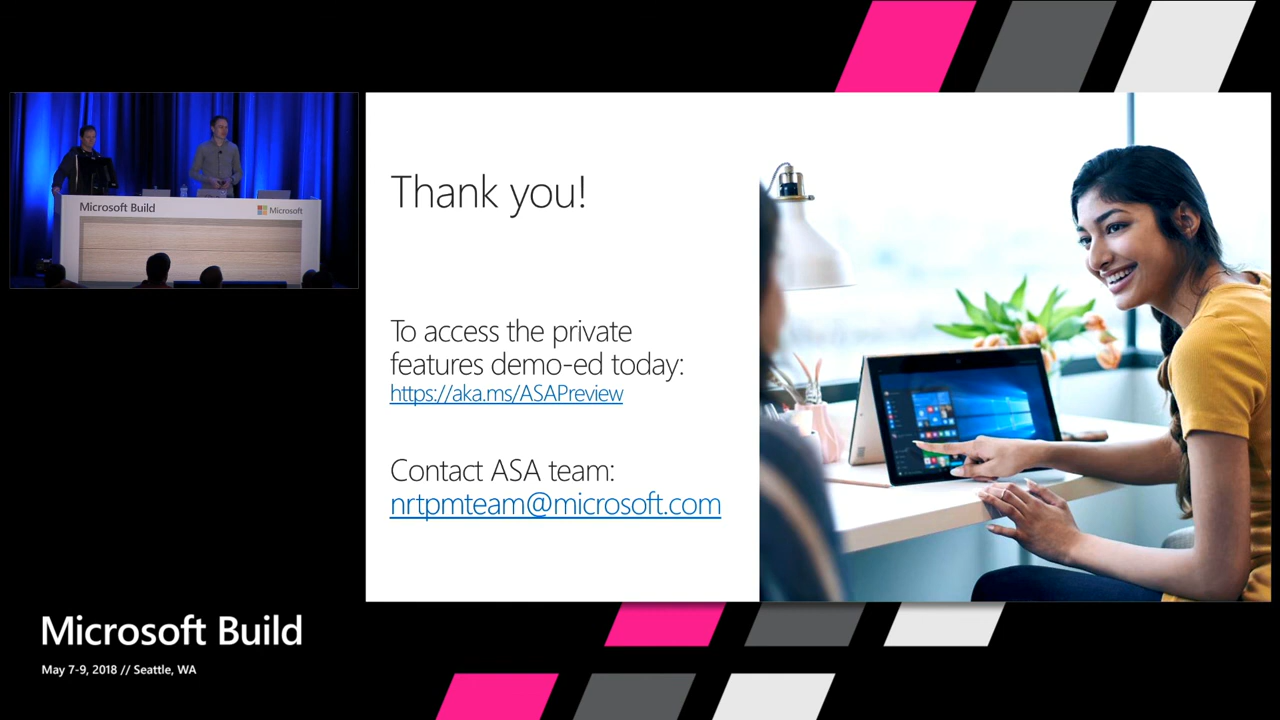 Microsoft Build
Microsoft
Thank you!
To access the private
features demo-ed today:
https://aka.ms/ASAPreview
Contact ASA team:
nrtpmteam@microsoft.com
Microsoft Build
May 7-9, 2018 // Seattle, WA